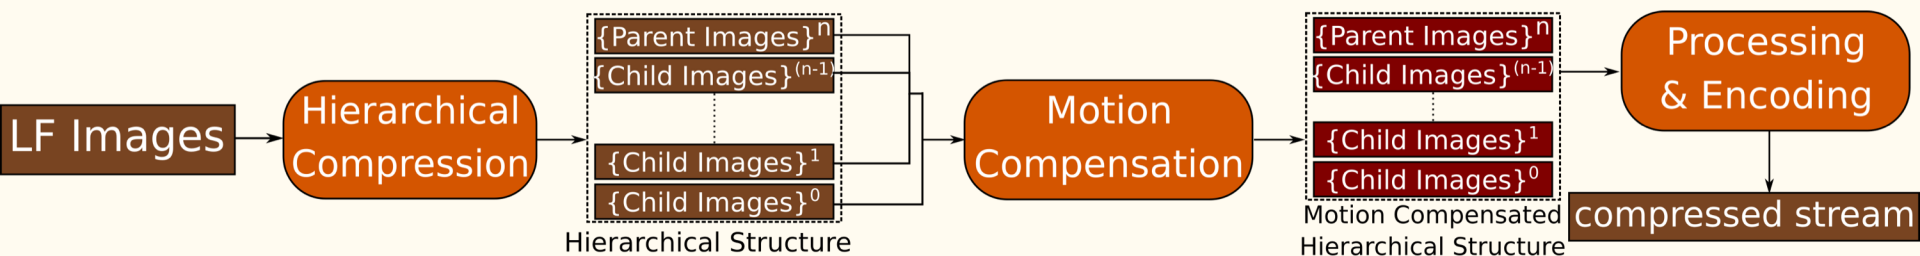 LF Images
Hierarchical
Compression
{Parent Images}ⁿ
{Child Images}⁽ⁿ⁻¹⁾
{Child Images}¹
{Child Images}⁰
Hierarchical Structure
Motion
Compensation
{Parent Images}ⁿ
{Child Images}⁽ⁿ⁻¹⁾
{Child Images}¹
{Child Images}⁰
Motion Compensated
Hierarchical Structure
Processing
& Encoding
compressed stream